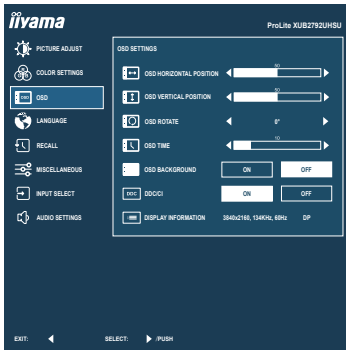 iiyama
ProLite XUB2792UHSU
PICTURE ADJUST
COLOR SETTINGS
OSD OSD
LANGUAGE
RECALL
MISCELLANEOUS
INPUT SELECT
AUDIO SETTINGS
OSD SETTINGS
OSD HORIZONTAL POSITION 50
OSD VERTICAL POSITION 50
OSD ROTATE 0°
OSD TIME 10
OSD BACKGROUND ON OFF
DDC DDC/CI ON OFF
DISPLAY INFORMATION 3840x2160, 134KHz, 60Hz DP
EXIT: SELECT: /PUSH